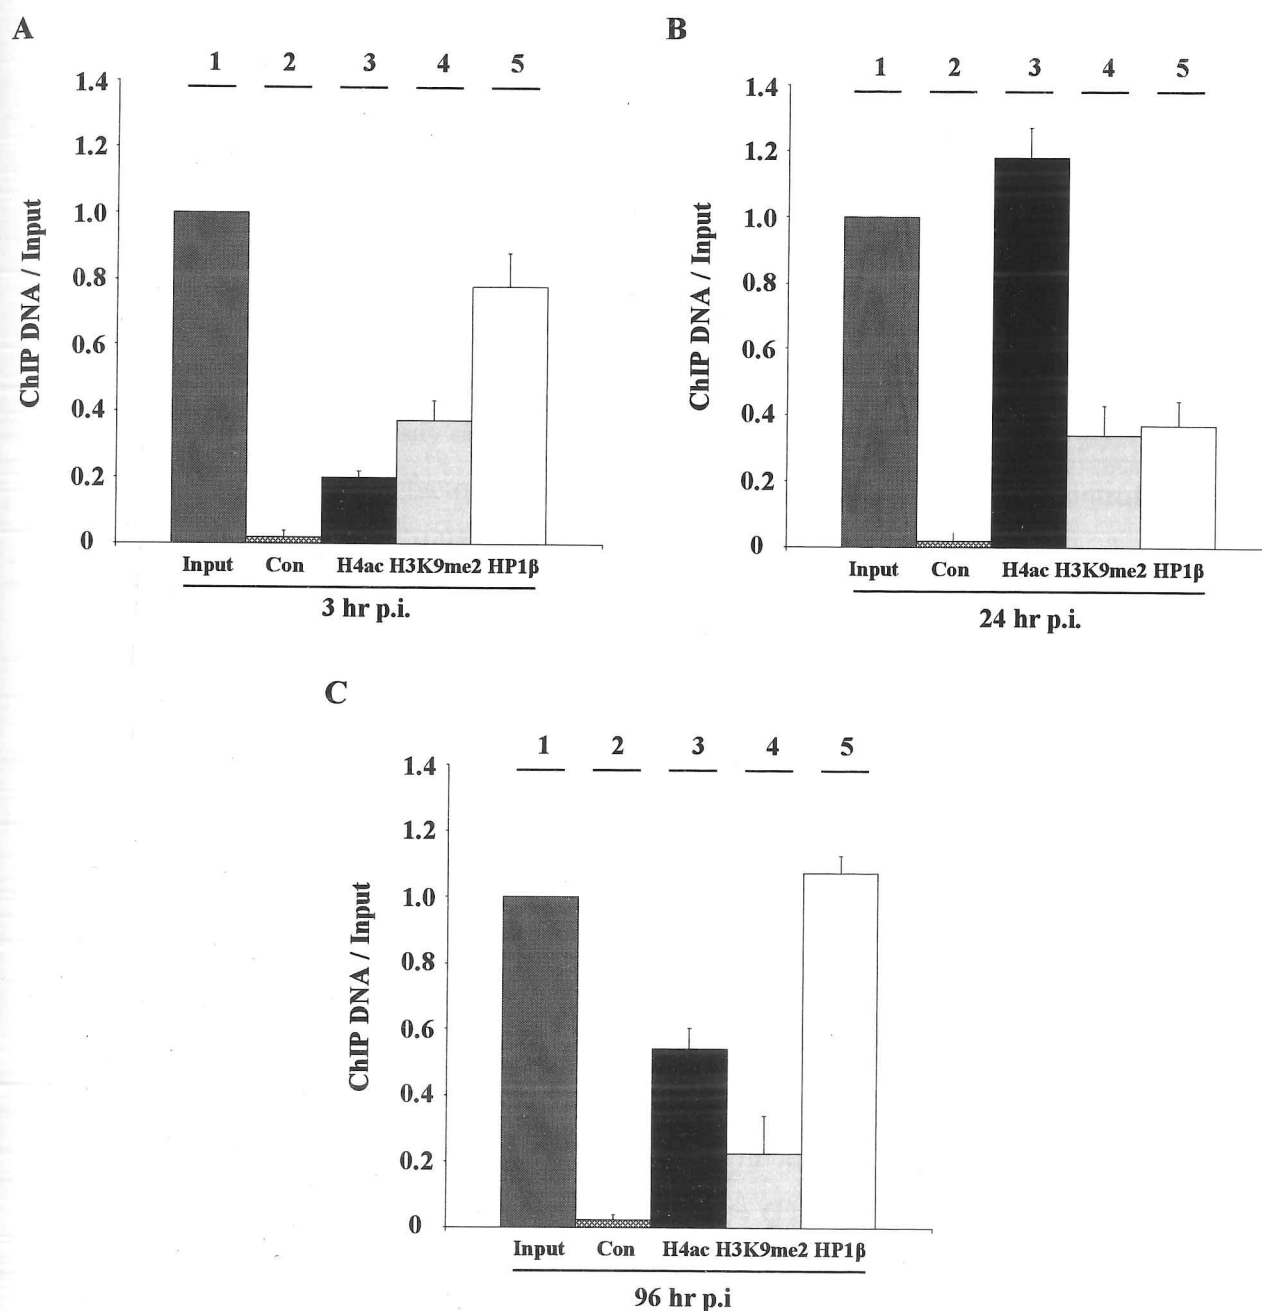 A
1 2 3 4 5
1.4
1.2
1.0
0.8
0.6
0.4
0.2
0
ChIP DNA / Input
Input Con H4ac H3K9me2 HP1β
3 hr p.i.
B
1 2 3 4 5
1.4
1.2
1.0
0.8
0.6
0.4
0.2
0
ChIP DNA / Input
Input Con H4ac H3K9me2 HP1β
24 hr p.i.
C
1 2 3 4 5
1.4
1.2
1.0
0.8
0.6
0.4
0.2
0
ChIP DNA / Input
Input Con H4ac H3K9me2 HP1β
96 hr p.i